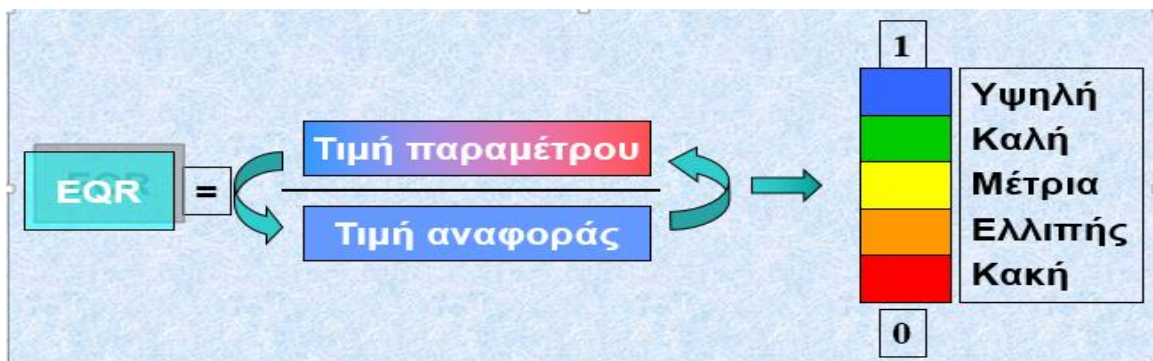 EQR
=
Τιμή παραμέτρου
Τιμή αναφοράς
1
Υψηλή
Καλή
Μέτρια
Ελλιπής
Κακή
0